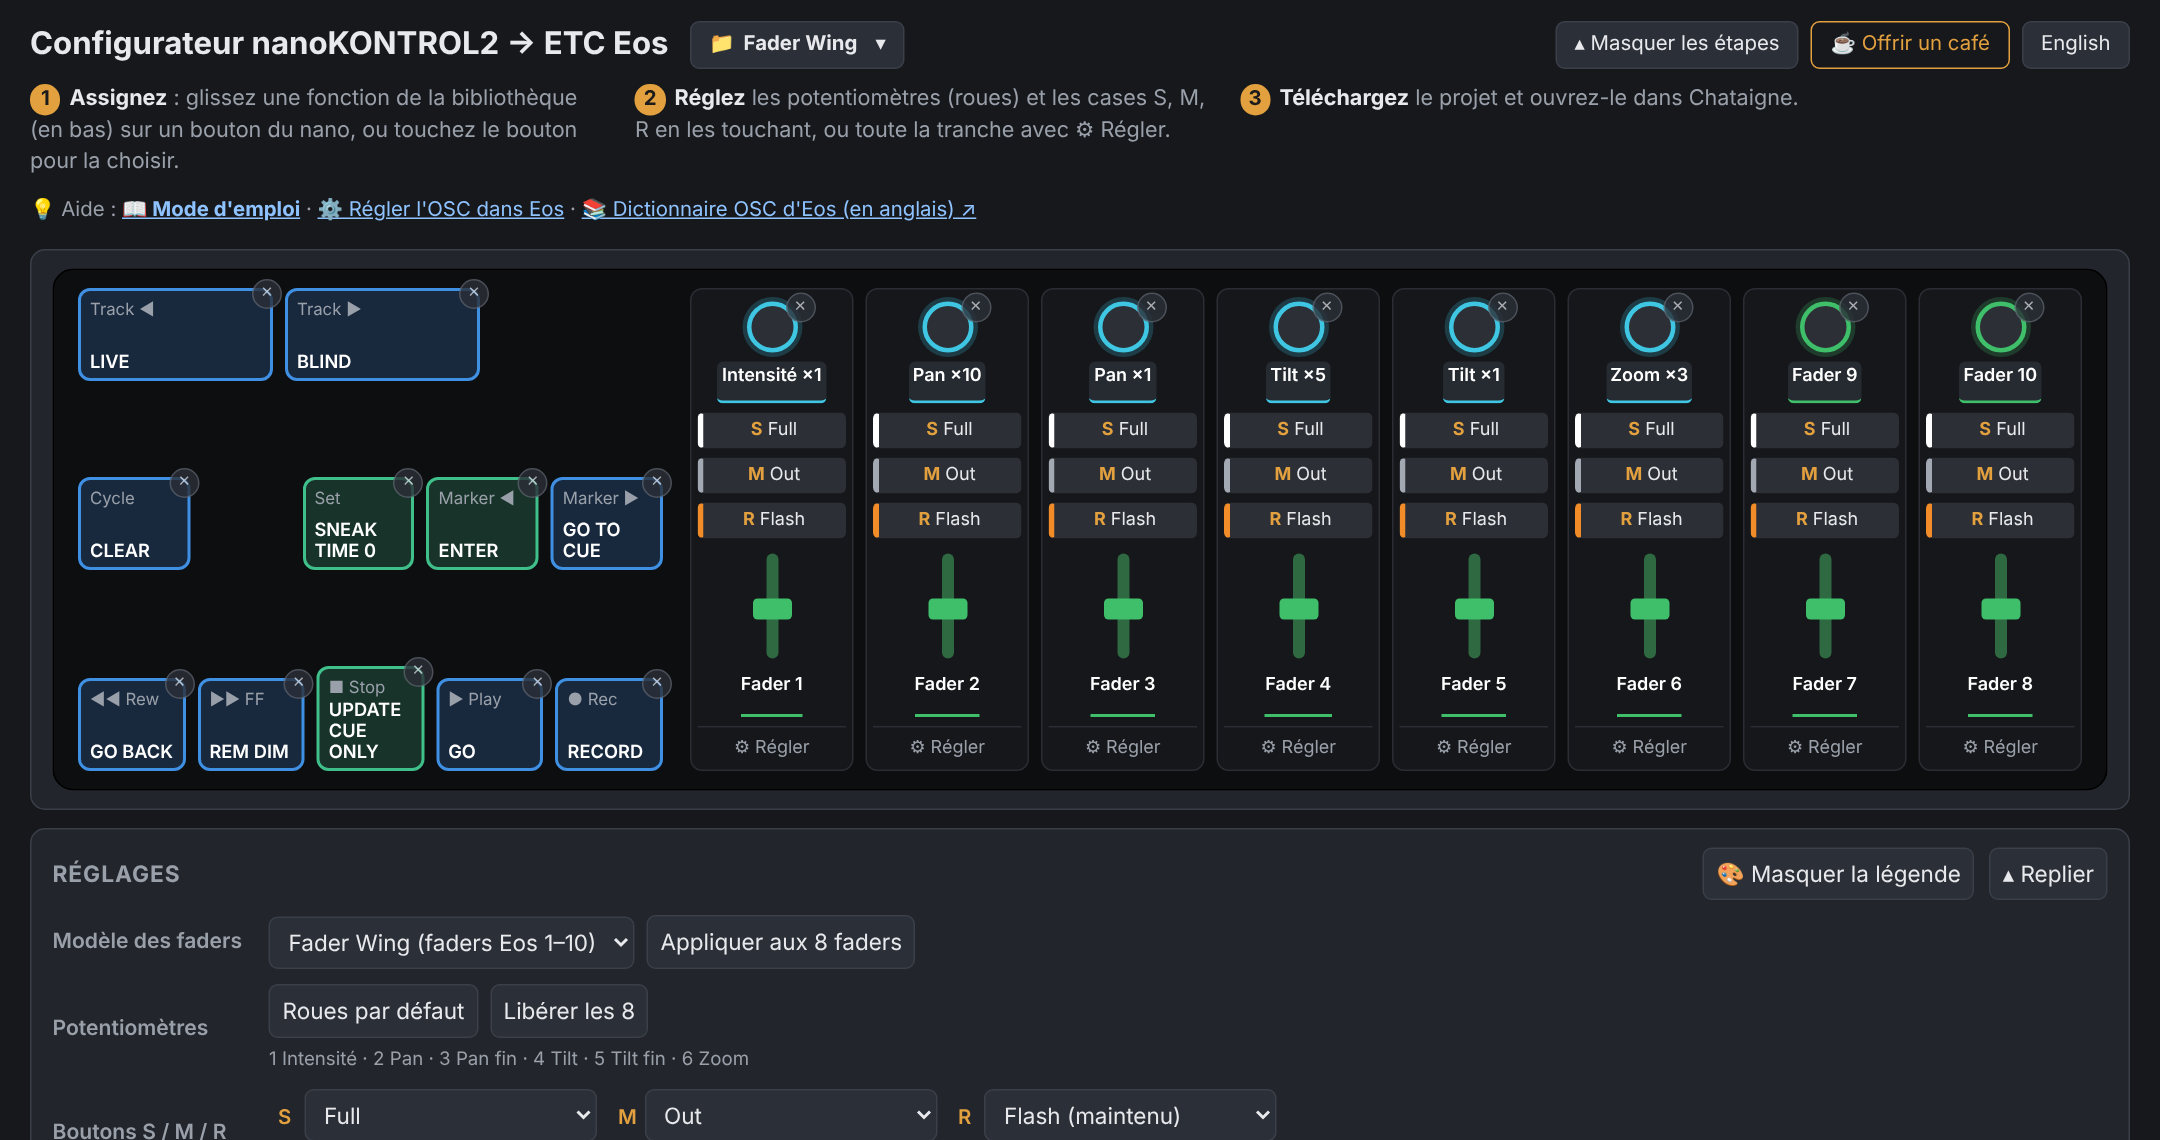 Configurateur nanoKONTROL2 → ETC Eos
📁 Fader Wing ▼
▲ Masquer les étapes
☕ Offrir un café
English
1 Assignez : glissez une fonction de la bibliothèque
(en bas) sur un bouton du nano, ou touchez le bouton
pour la choisir.
2 Réglez les potentiomètres (roues) et les cases S, M,
R en les touchant, ou toute la tranche avec ⚙ Régler.
3 Téléchargez le projet et ouvrez-le dans Chataigne.
💡 Aide : 📖 Mode d'emploi · ⚙️ Régler l'OSC dans Eos · 📚 Dictionnaire OSC d'Eos (en anglais) ↗
Track ◀ ✕
LIVE
Track ▶ ✕
BLIND
Cycle ✕
CLEAR
Set ✕
SNEAK
TIME 0
Marker ◀ ✕
ENTER
Marker ▶ ✕
GO TO
CUE
◀◀ Rew ✕
GO BACK
▶▶ FF ✕
REM DIM
■ Stop ✕
UPDATE
CUE
ONLY
▶ Play ✕
GO
● Rec ✕
RECORD
✕
Intensité ×1
S Full
M Out
R Flash
Fader 1
⚙ Régler
✕
Pan ×10
S Full
M Out
R Flash
Fader 2
⚙ Régler
✕
Pan ×1
S Full
M Out
R Flash
Fader 3
⚙ Régler
✕
Tilt ×5
S Full
M Out
R Flash
Fader 4
⚙ Régler
✕
Tilt ×1
S Full
M Out
R Flash
Fader 5
⚙ Régler
✕
Zoom ×3
S Full
M Out
R Flash
Fader 6
⚙ Régler
✕
Fader 9
S Full
M Out
R Flash
Fader 7
⚙ Régler
✕
Fader 10
S Full
M Out
R Flash
Fader 8
⚙ Régler
RÉGLAGES
🎨 Masquer la légende
▲ Replier
Modèle des faders
Fader Wing (faders Eos 1–10)
Appliquer aux 8 faders
Potentiomètres
Roues par défaut
Libérer les 8
1 Intensité · 2 Pan · 3 Pan fin · 4 Tilt · 5 Tilt fin · 6 Zoom
Boutons S / M / R
S Full
M Out
R Flash (maintenu)